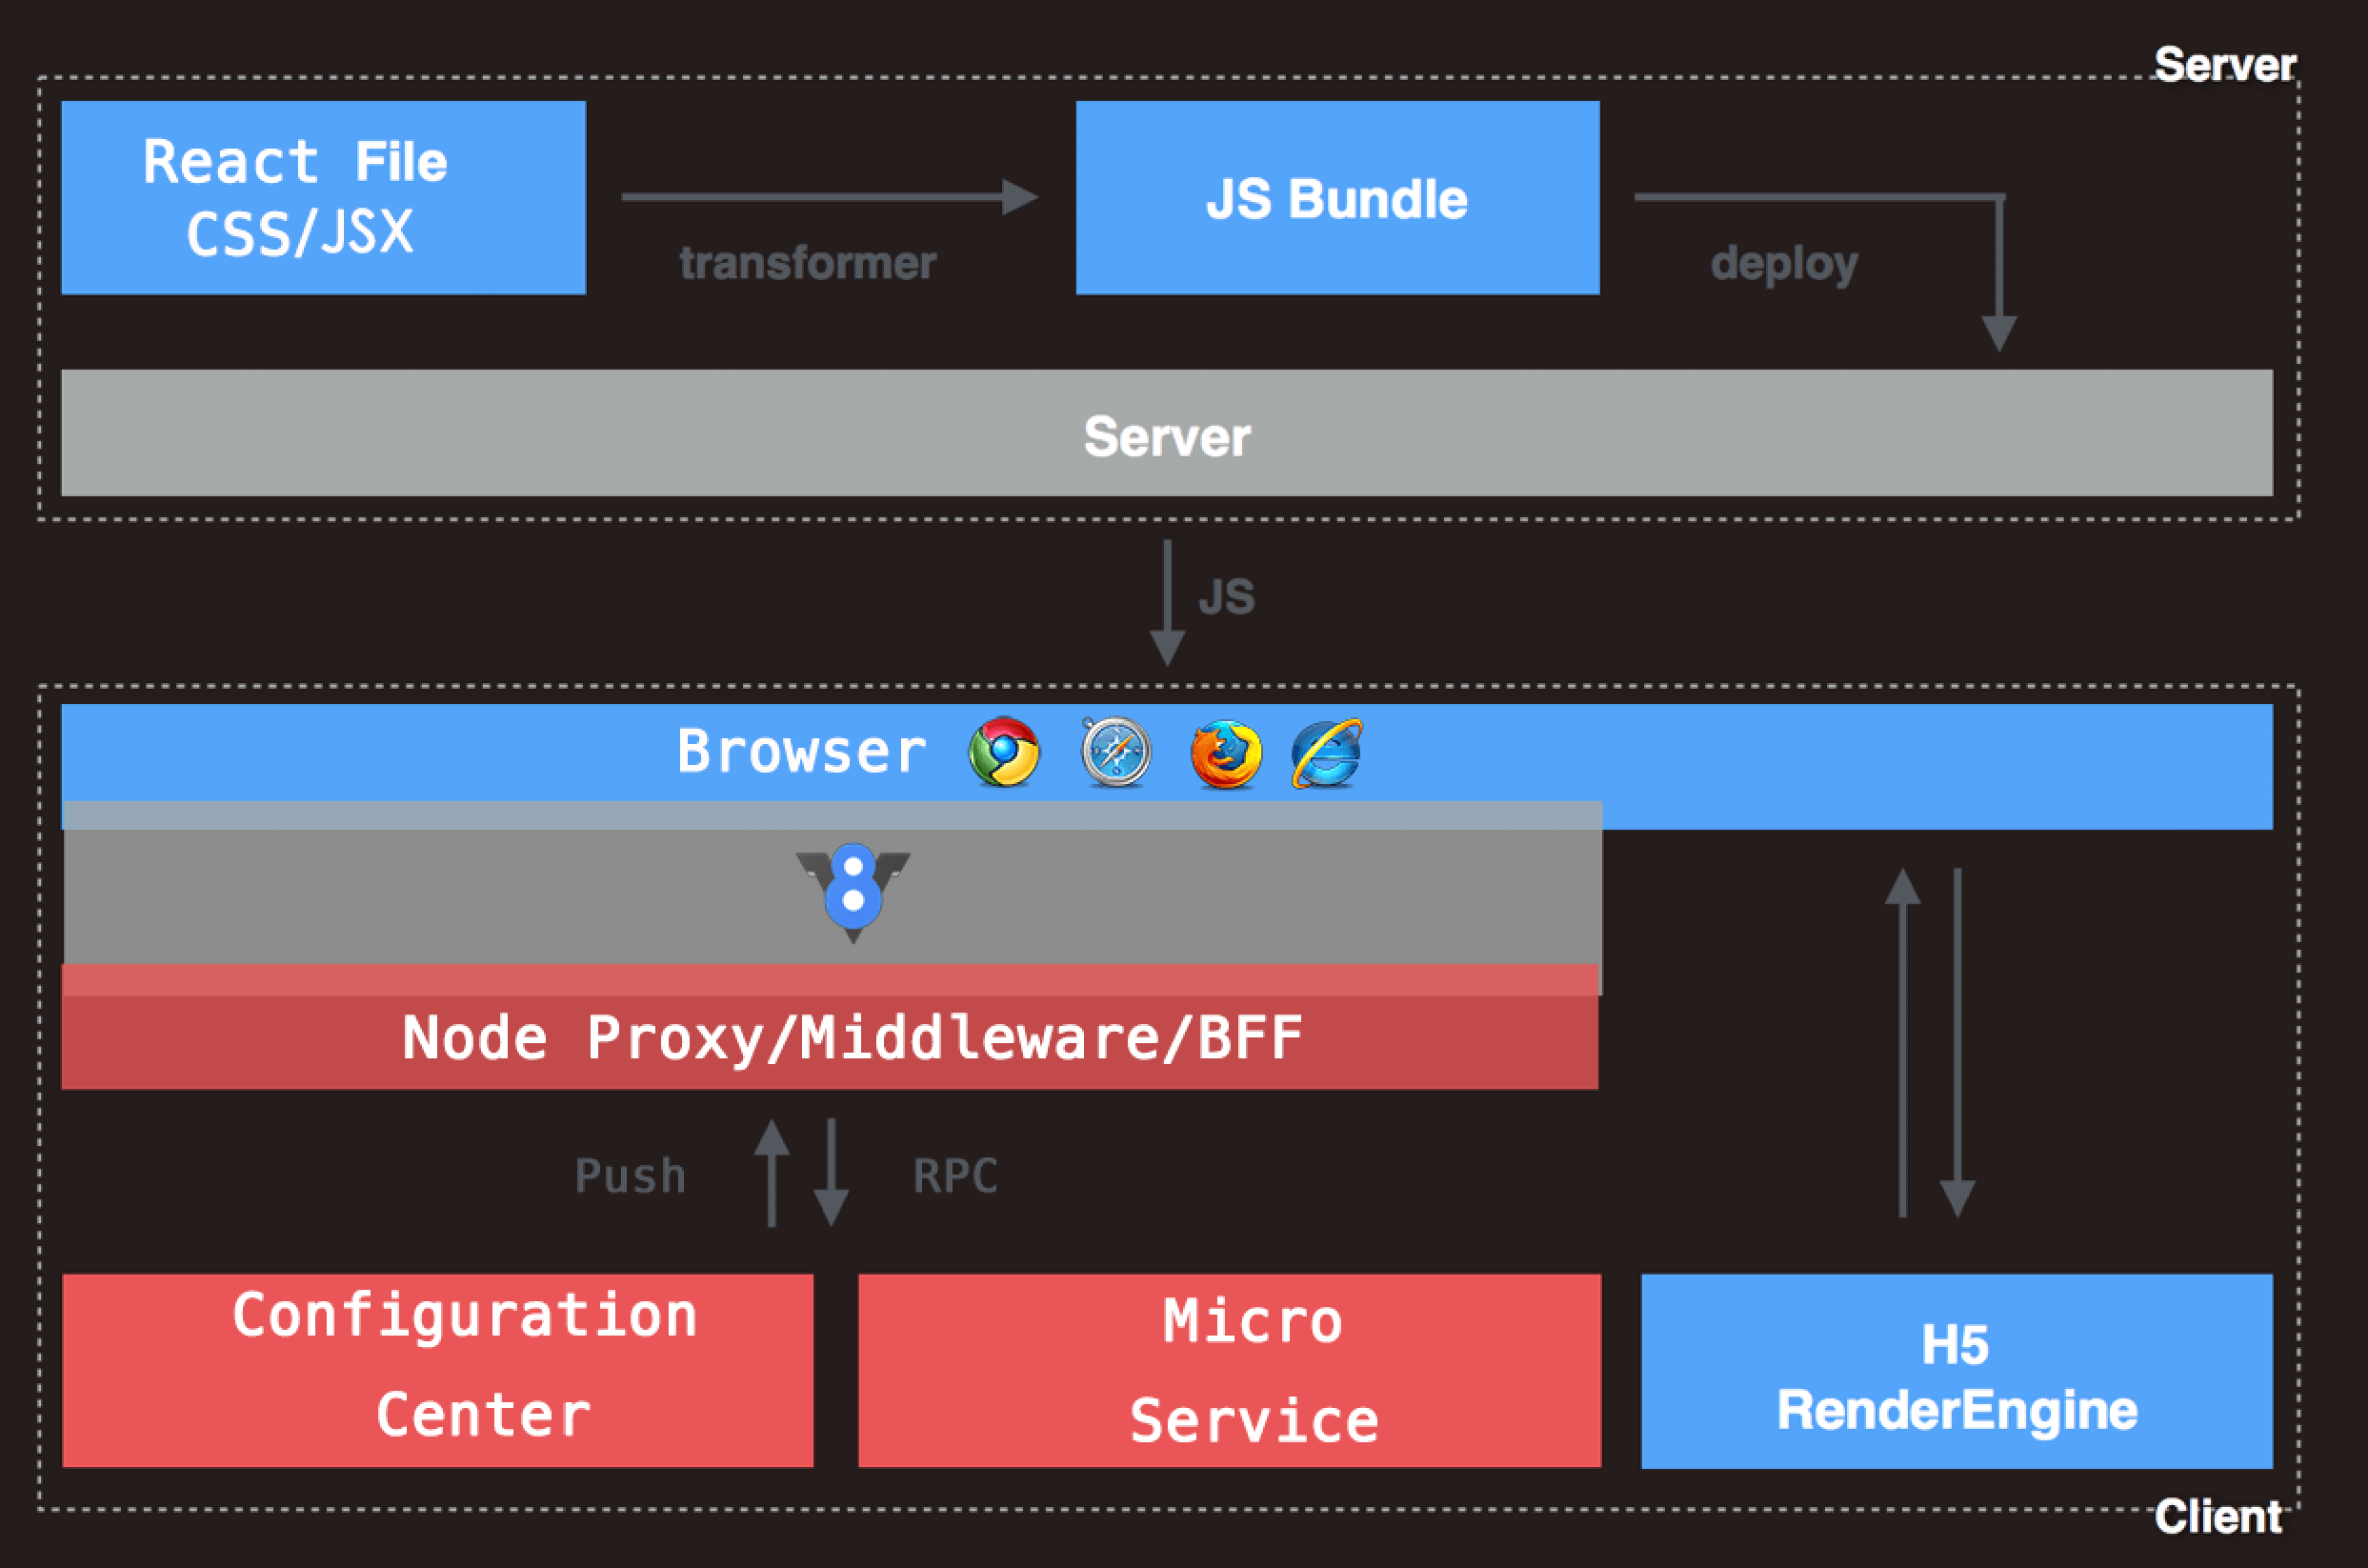 Server
React File
CSS/JSX
transformer
JS Bundle
deploy
Server
JS
Browser
8
Node Proxy/Middleware/BFF
Push
RPC
Configuration
Center
Micro
Service
H5
RenderEngine
Client